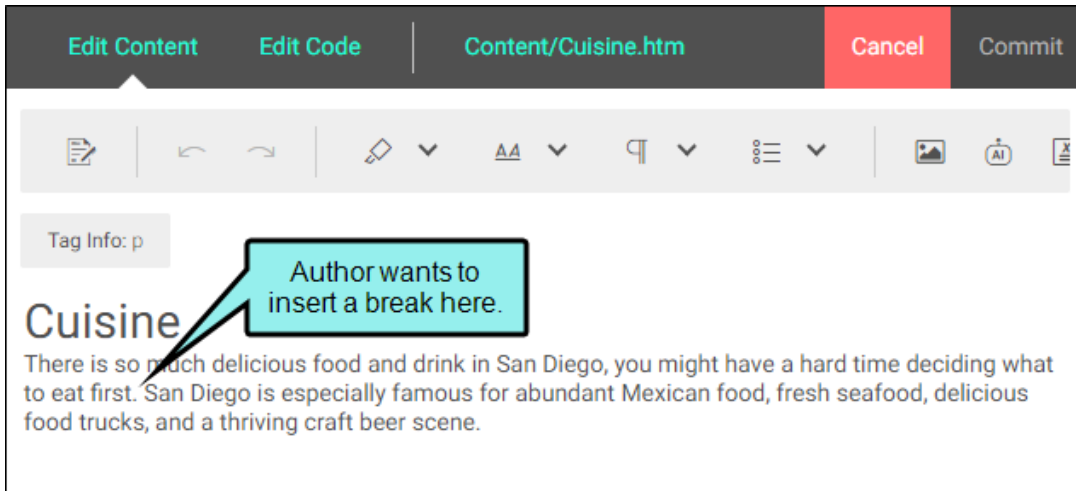 Edit Content Edit Code Content/Cuisine.htm Cancel Commit
AA AI
Tag Info: p
Author wants to
insert a break here.
Cuisine
There is so much delicious food and drink in San Diego, you might have a hard time deciding what
to eat first. San Diego is especially famous for abundant Mexican food, fresh seafood, delicious
food trucks, and a thriving craft beer scene.